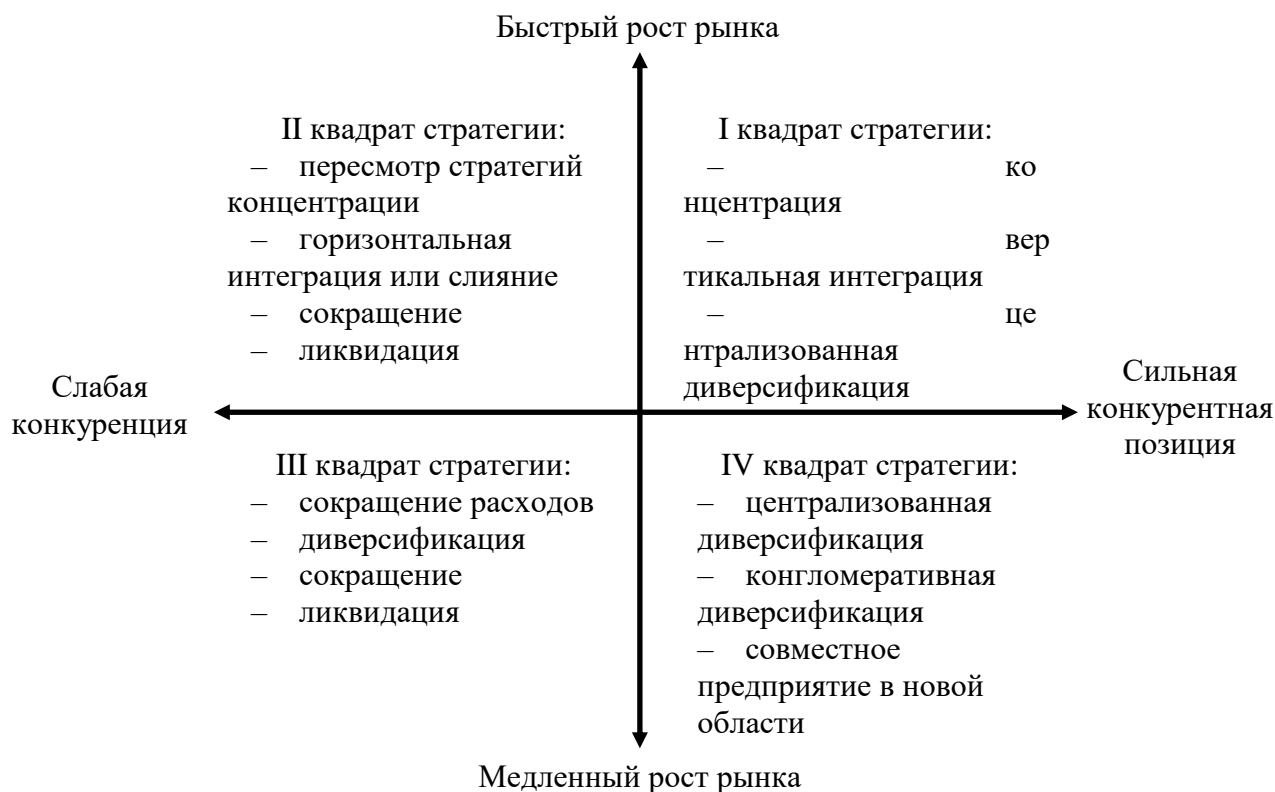 Быстрый рост рынка
II квадрат стратегии:
– пересмотр стратегий
концентрации
– горизонтальная
интеграция или слияние
– сокращение
– ликвидация
I квадрат стратегии:
– ко
нцентрация
– вер
тикальная интеграция
– це
нтрализованная
диверсификация
Слабая
конкуренция
Сильная
конкурентная
позиция
III квадрат стратегии:
– сокращение расходов
– диверсификация
– сокращение
– ликвидация
IV квадрат стратегии:
– централизованная
диверсификация
– конгломеративная
диверсификация
– совместное
предприятие в новой
области
Медленный рост рынка